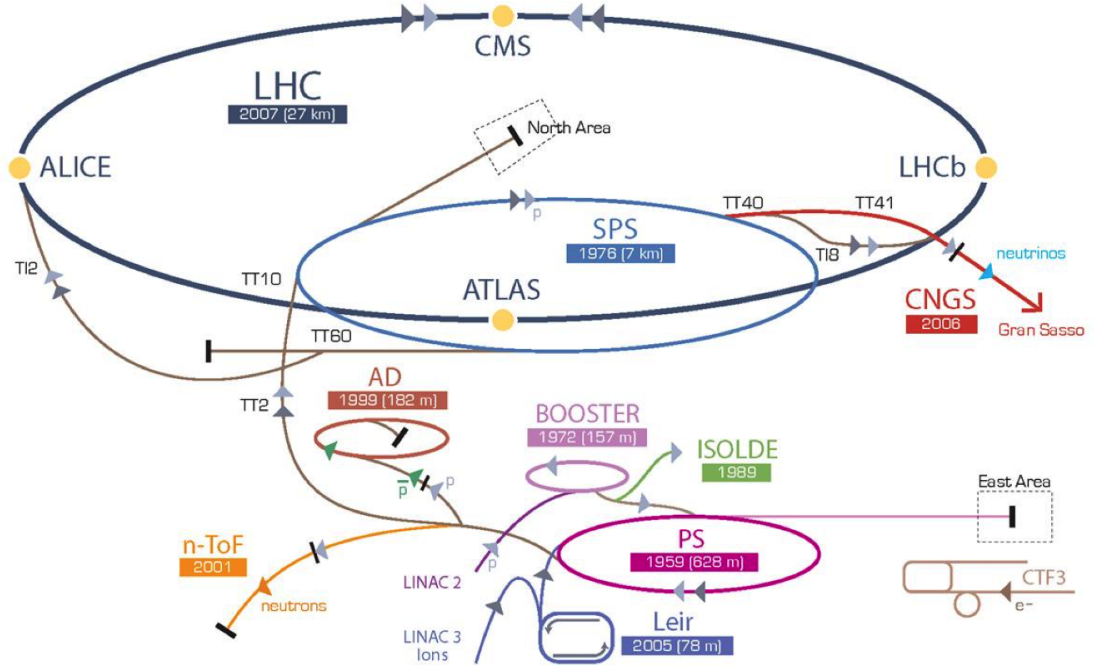 CMS
LHC
2007 (27 km)
North Area
ALICE
LHCb
TT40
TT41
SPS
1976 (7 km)
p
TI8
neutrinos
TI2
TT10
ATLAS
CNGS
2006
Gran Sasso
TT60
AD
1999 (182 m)
TT2
BOOSTER
1972 (157 m)
ISOLDE
1989
p̅
p
East Area
n-ToF
2001
PS
1959 (628 m)
p
LINAC 2
neutrons
CTF3
e-
LINAC 3
Ions
Leir
2005 (78 m)